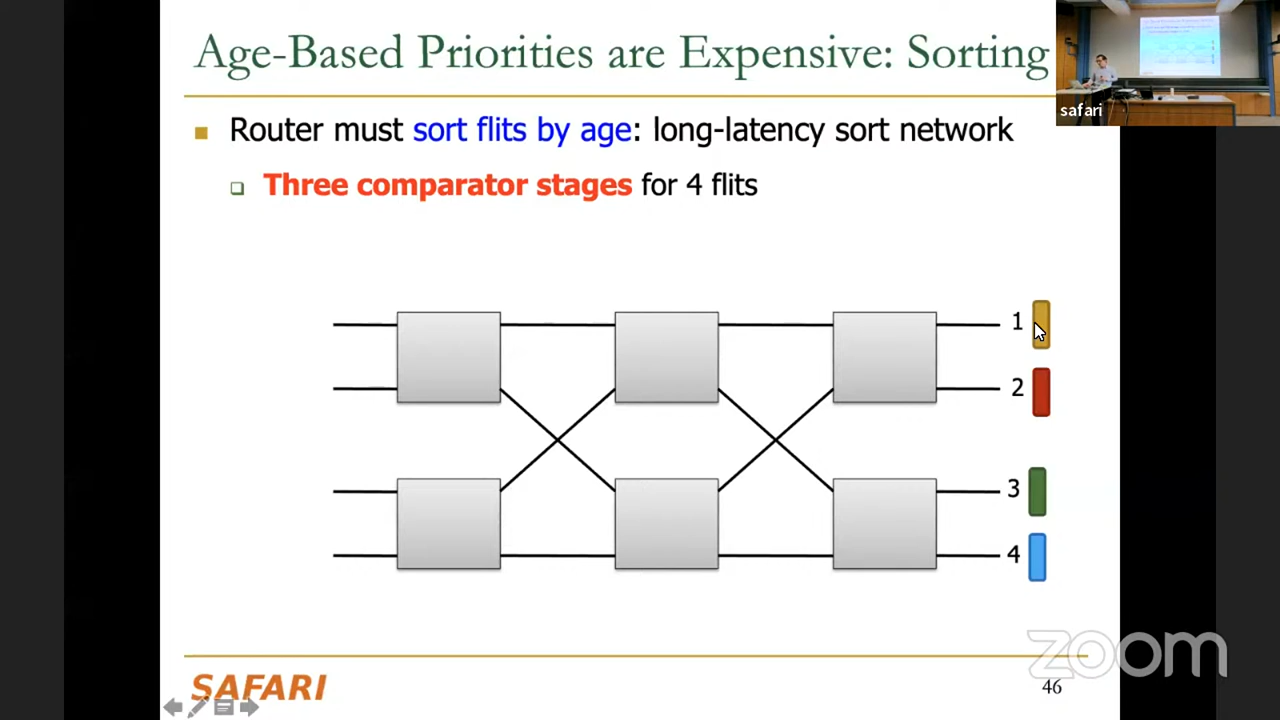 Age-Based Priorities are Expensive: Sorting
safari
Router must sort flits by age: long-latency sort network
Three comparator stages for 4 flits
1
2
3
4
zoom
SAFARI
46